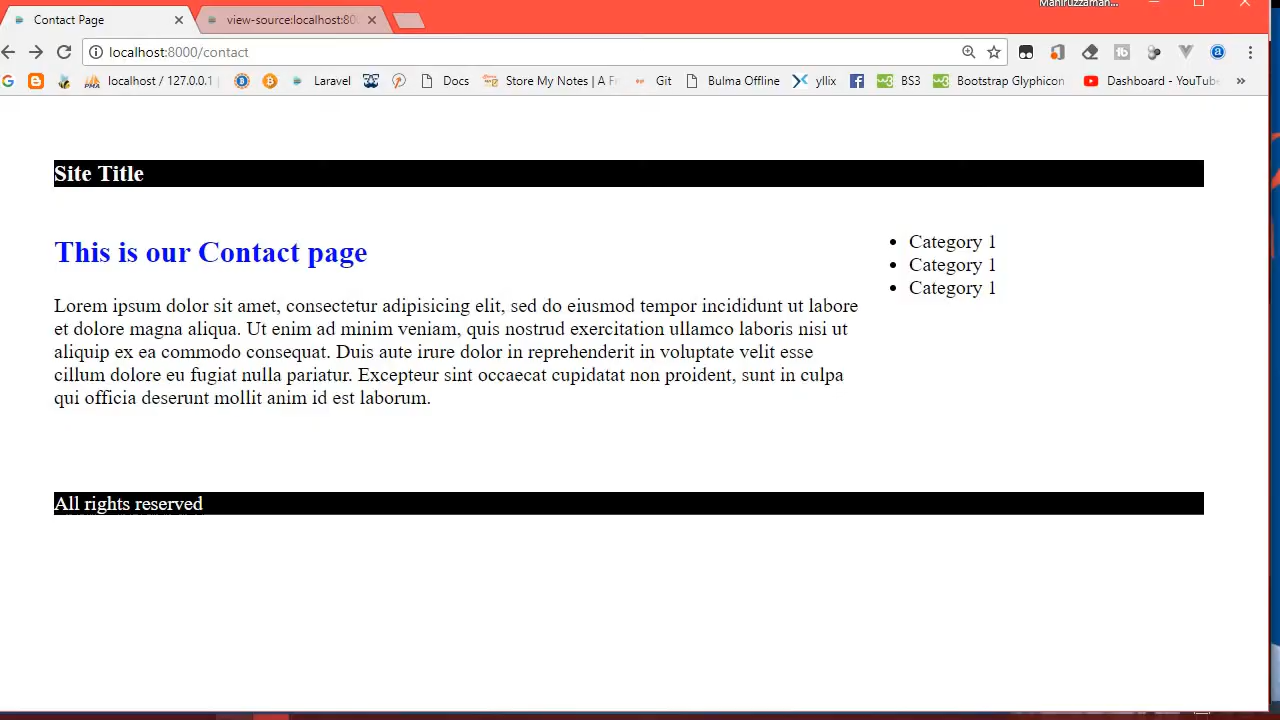 Mahiruzzaman...
Contact Page
view-source:localhost:80
localhost:8000/contact
localhost / 127.0.0.1
Laravel
Docs
Store My Notes | A Fr
Git
Bulma Offline
yllix
BS3
Bootstrap Glyphicon
Dashboard - YouTube
»
Site Title
This is our Contact page
Lorem ipsum dolor sit amet, consectetur adipisicing elit, sed do eiusmod tempor incididunt ut labore
et dolore magna aliqua. Ut enim ad minim veniam, quis nostrud exercitation ullamco laboris nisi ut
aliquip ex ea commodo consequat. Duis aute irure dolor in reprehenderit in voluptate velit esse
cillum dolore eu fugiat nulla pariatur. Excepteur sint occaecat cupidatat non proident, sunt in culpa
qui officia deserunt mollit anim id est laborum.
Category 1
Category 1
Category 1
All rights reserved